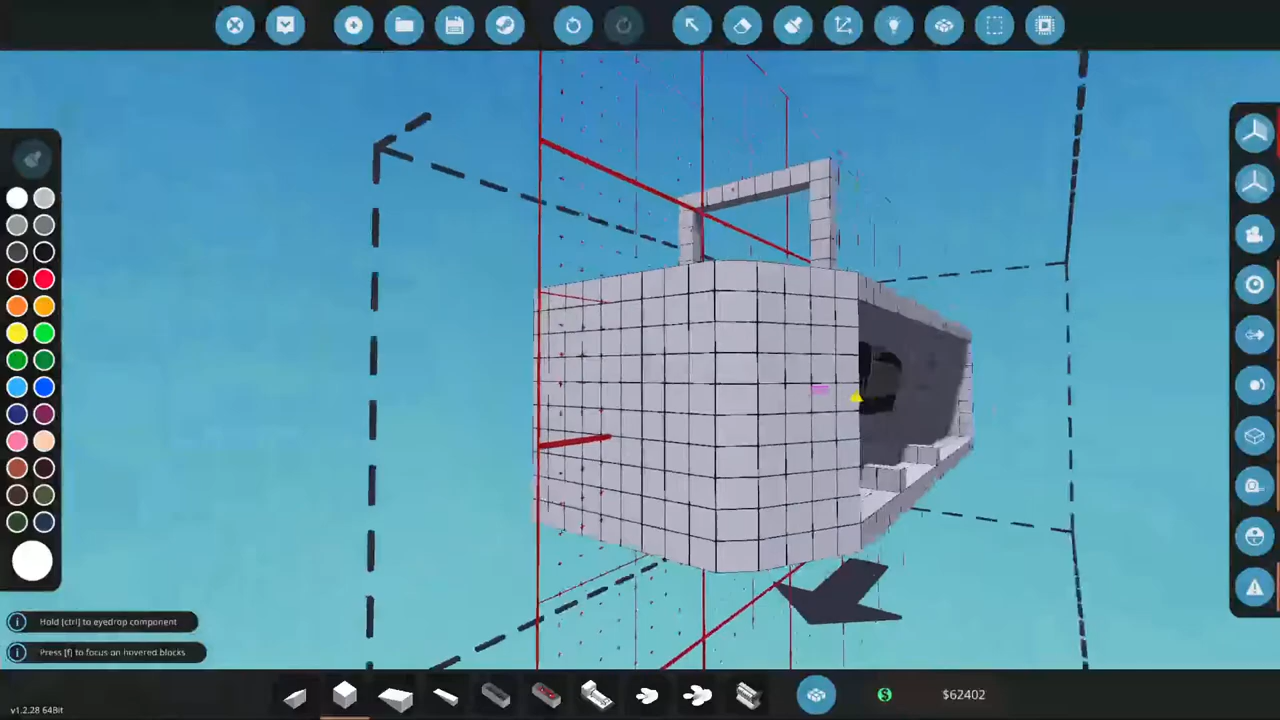 Hold [ctrl] to eyedrop component
Press [f] to focus on hovered blocks
v1.2.28 64Bit
$62402